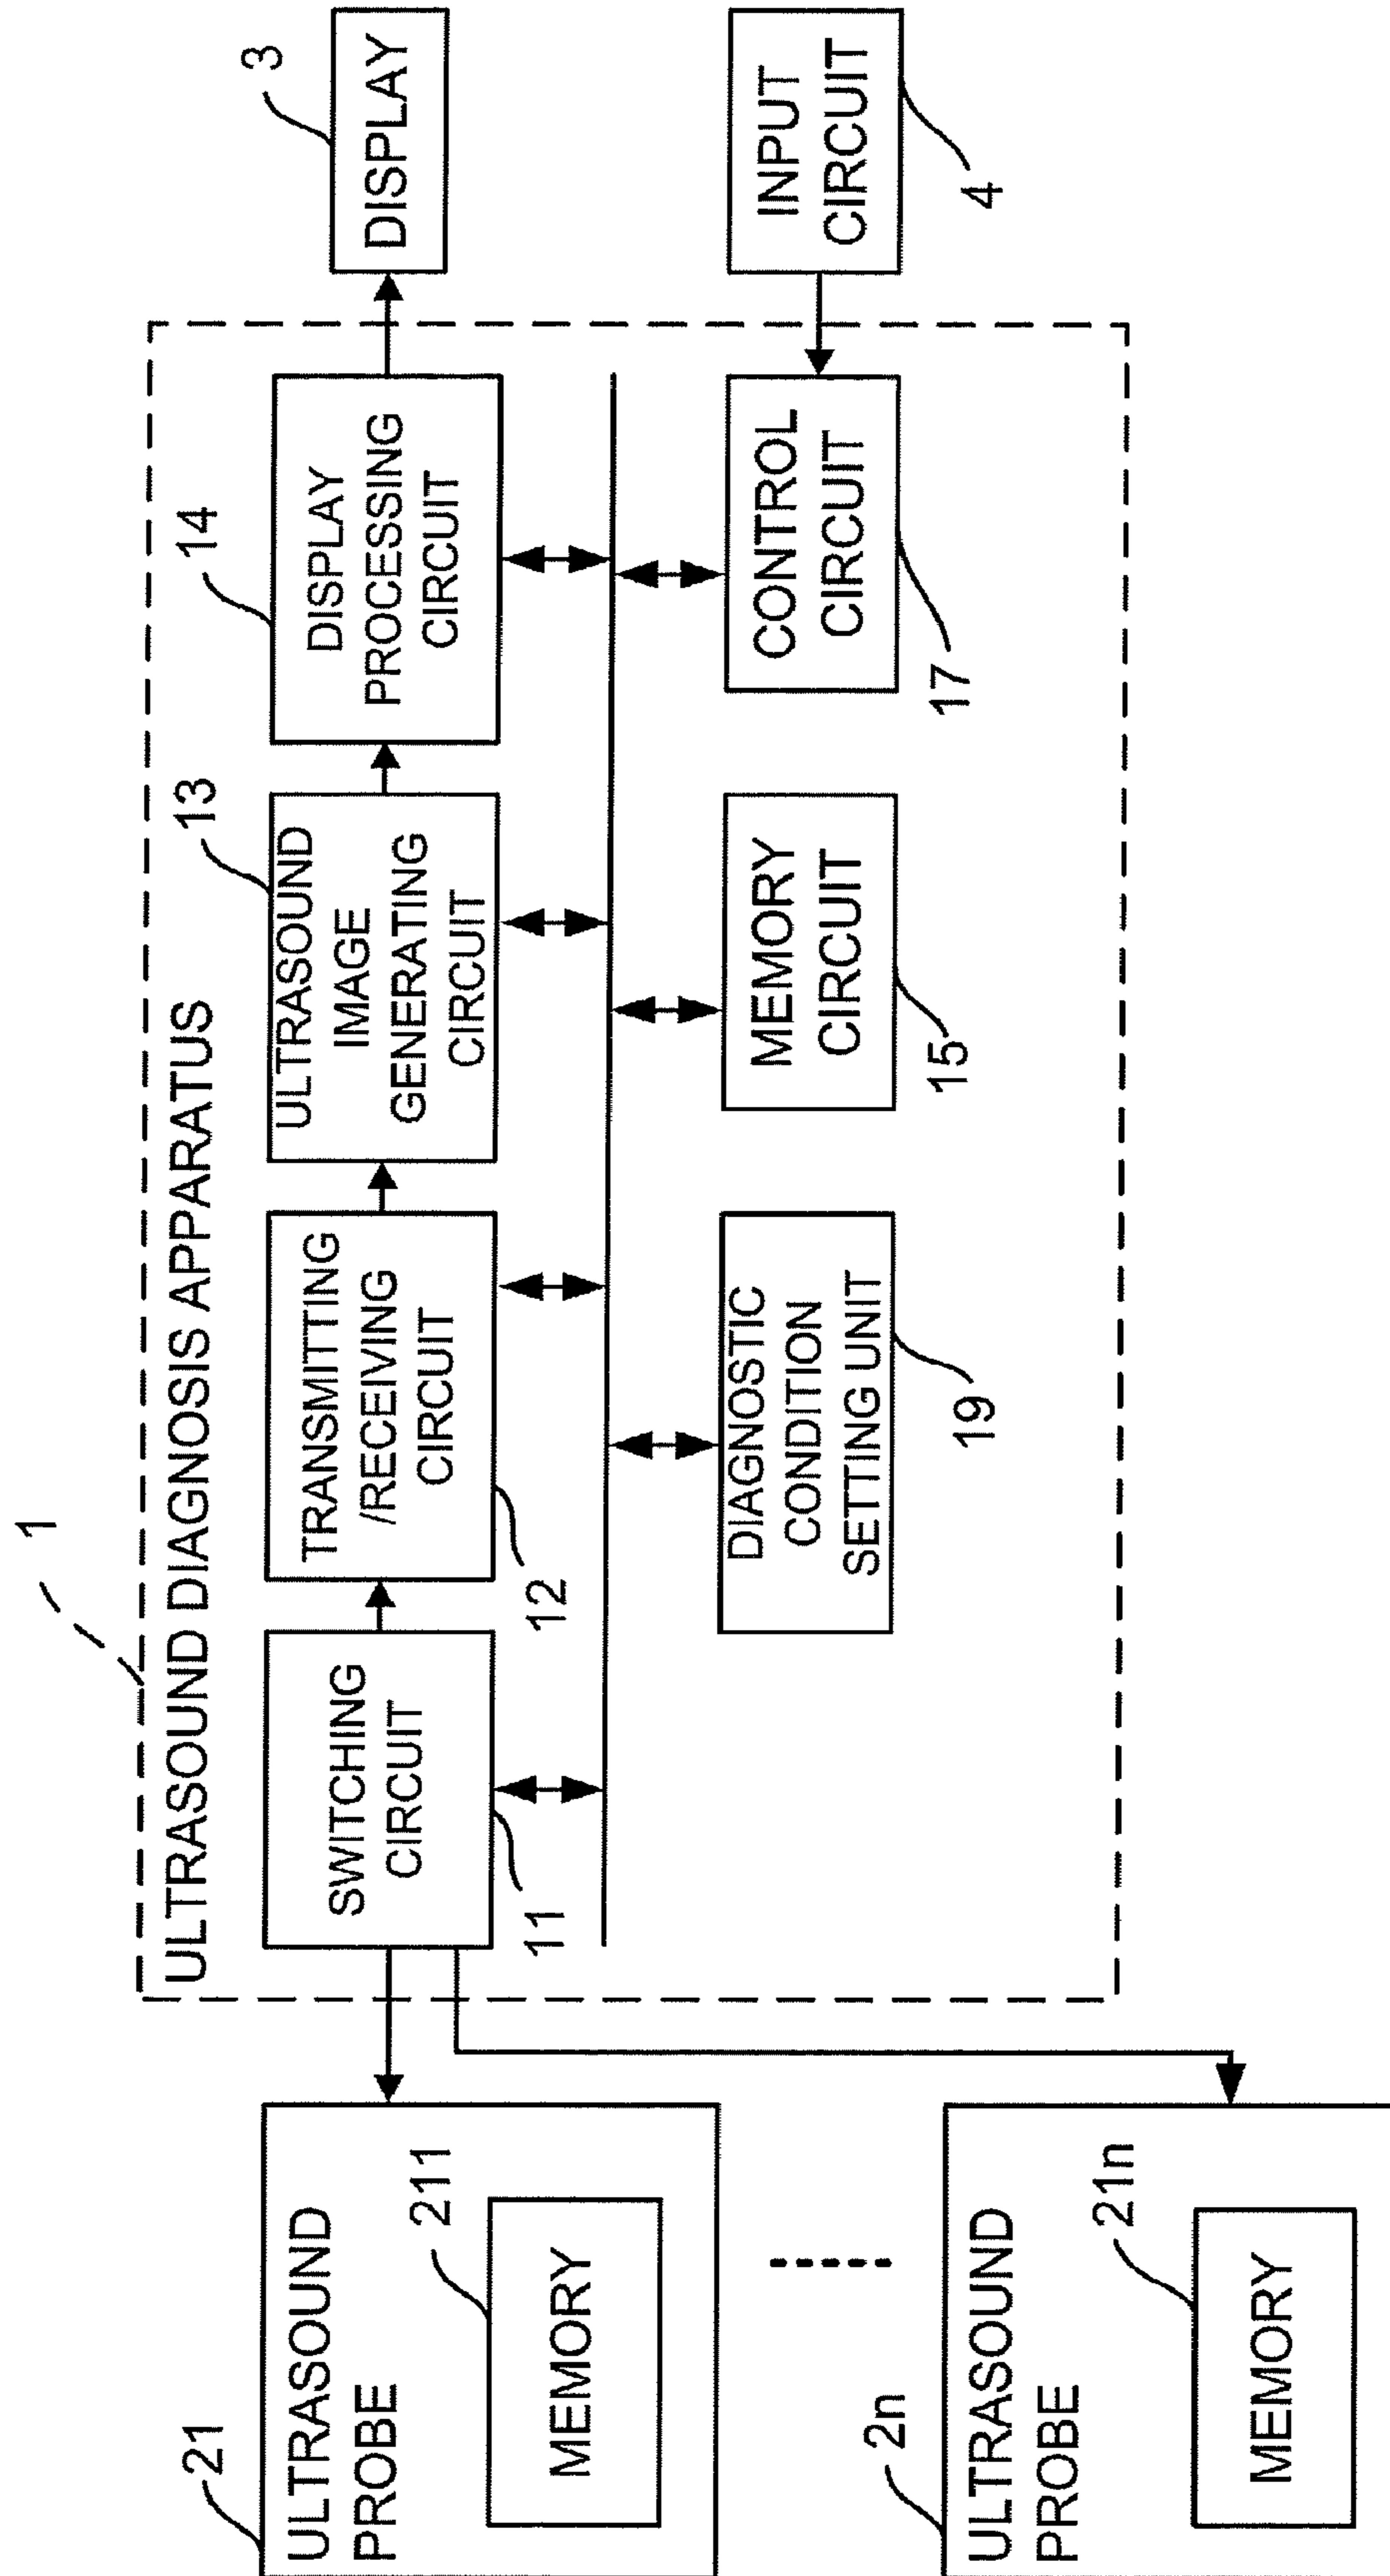 1
ULTRASOUND DIAGNOSIS APPARATUS
21
ULTRASOUND
PROBE
211
MEMORY
2n
ULTRASOUND
PROBE
21n
MEMORY
SWITCHING
CIRCUIT
11
TRANSMITTING
/RECEIVING
CIRCUIT
12
13
ULTRASOUND
IMAGE
GENERATING
CIRCUIT
14
DISPLAY
PROCESSING
CIRCUIT
3
DISPLAY
DIAGNOSTIC
CONDITION
SETTING UNIT
19
MEMORY
CIRCUIT
15
CONTROL
CIRCUIT
17
INPUT
CIRCUIT
4